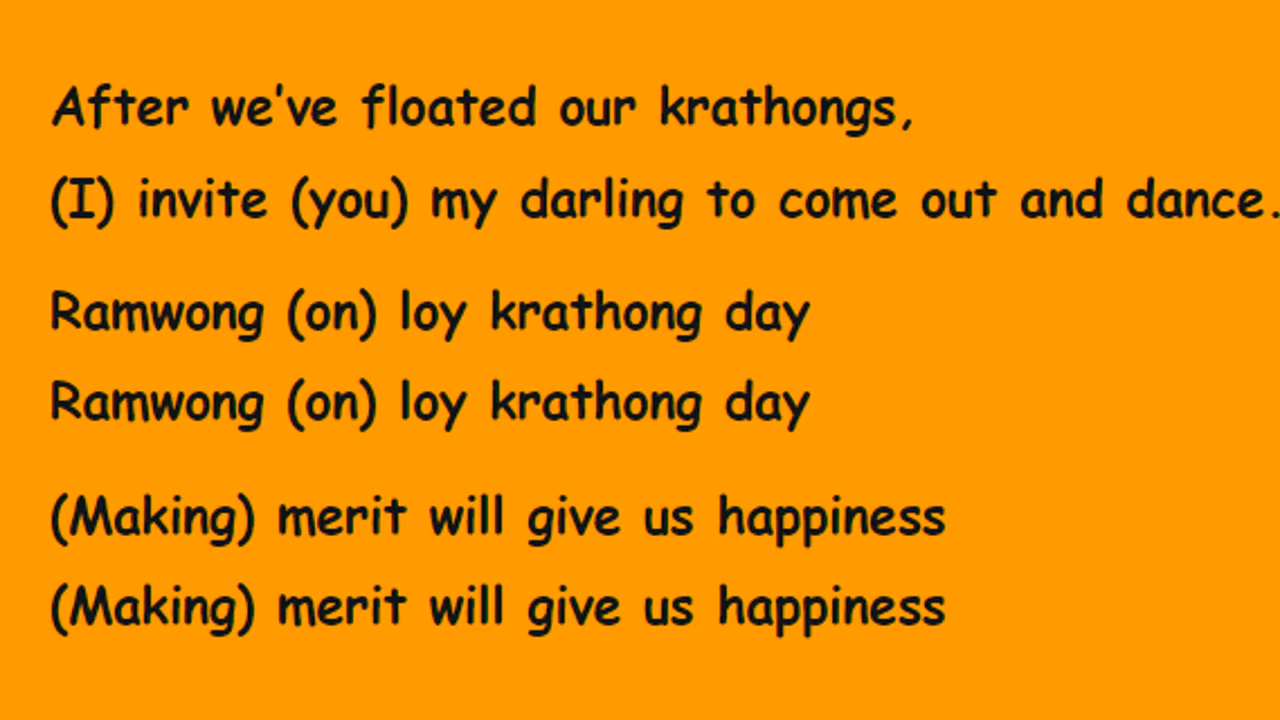 After we've floated our krathongs,
(I) invite (you) my darling to come out and dance.
Ramwong (on) loy krathong day
Ramwong (on) loy krathong day
(Making) merit will give us happiness
(Making) merit will give us happiness